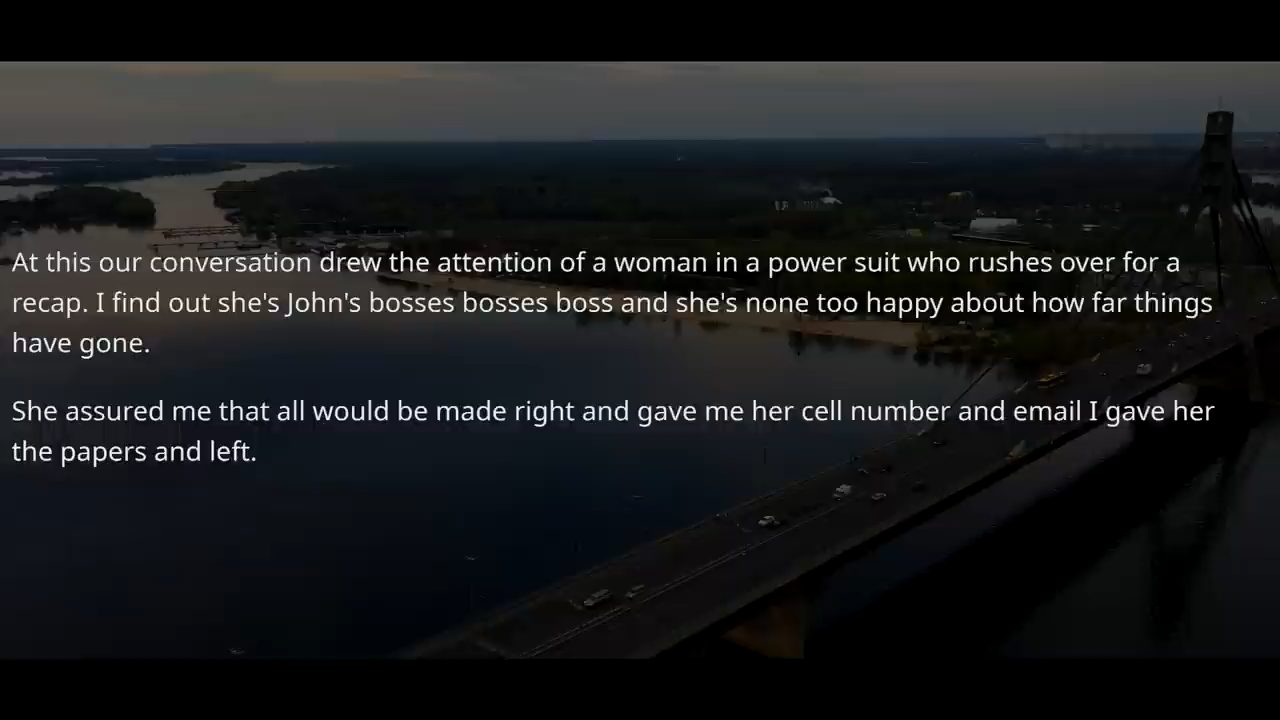 At this our conversation drew the attention of a woman in a power suit who rushes over for a
recap. I find out she's John's bosses bosses boss and she's none too happy about how far things
have gone.
She assured me that all would be made right and gave me her cell number and email I gave her
the papers and left.